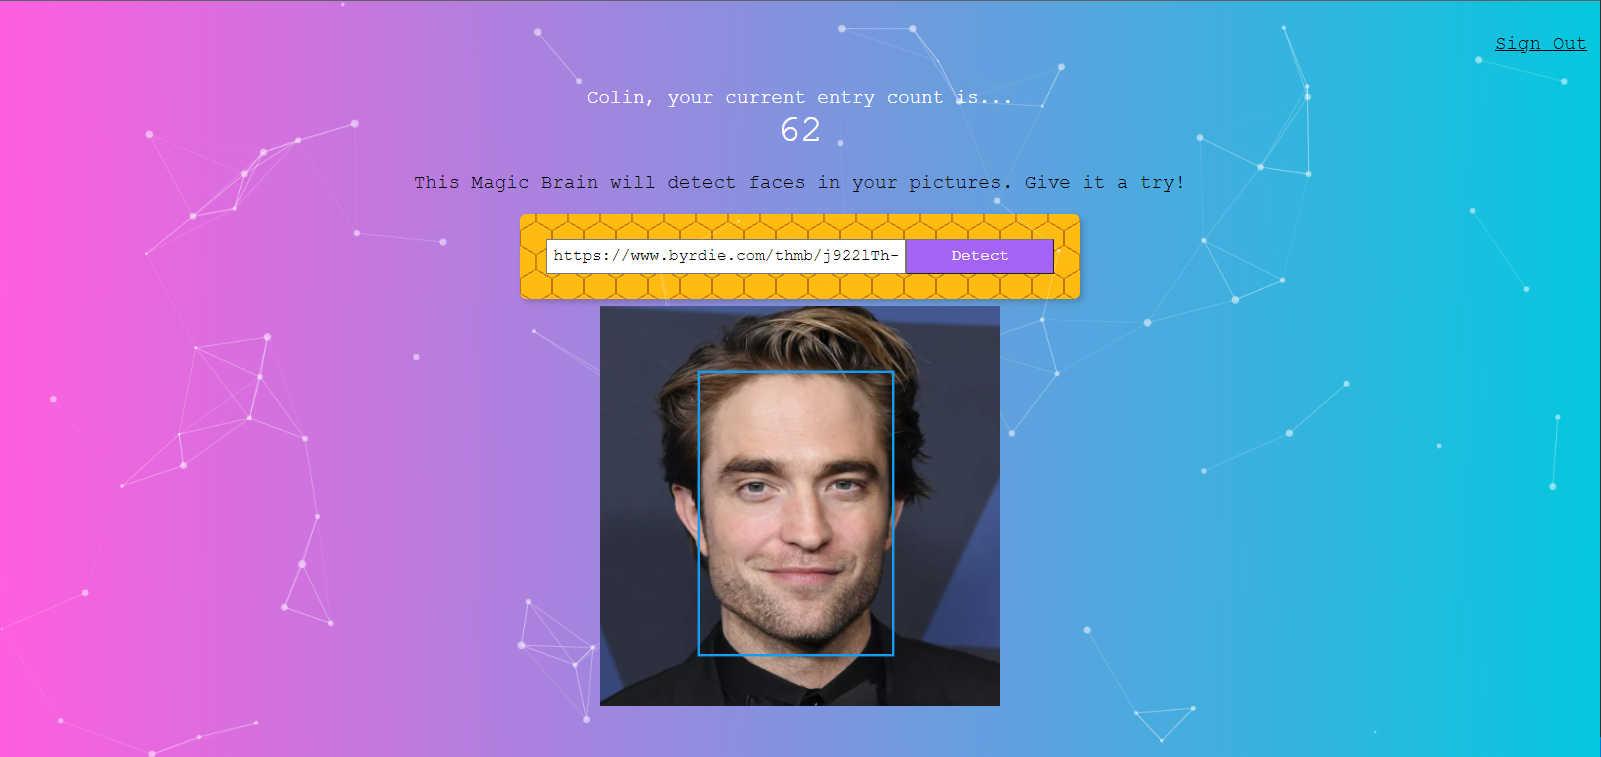 Sign Out
Colin, your current entry count is...
62
This Magic Brain will detect faces in your pictures. Give it a try!
https://www.byrdie.com/thmb/j922lTh- Detect